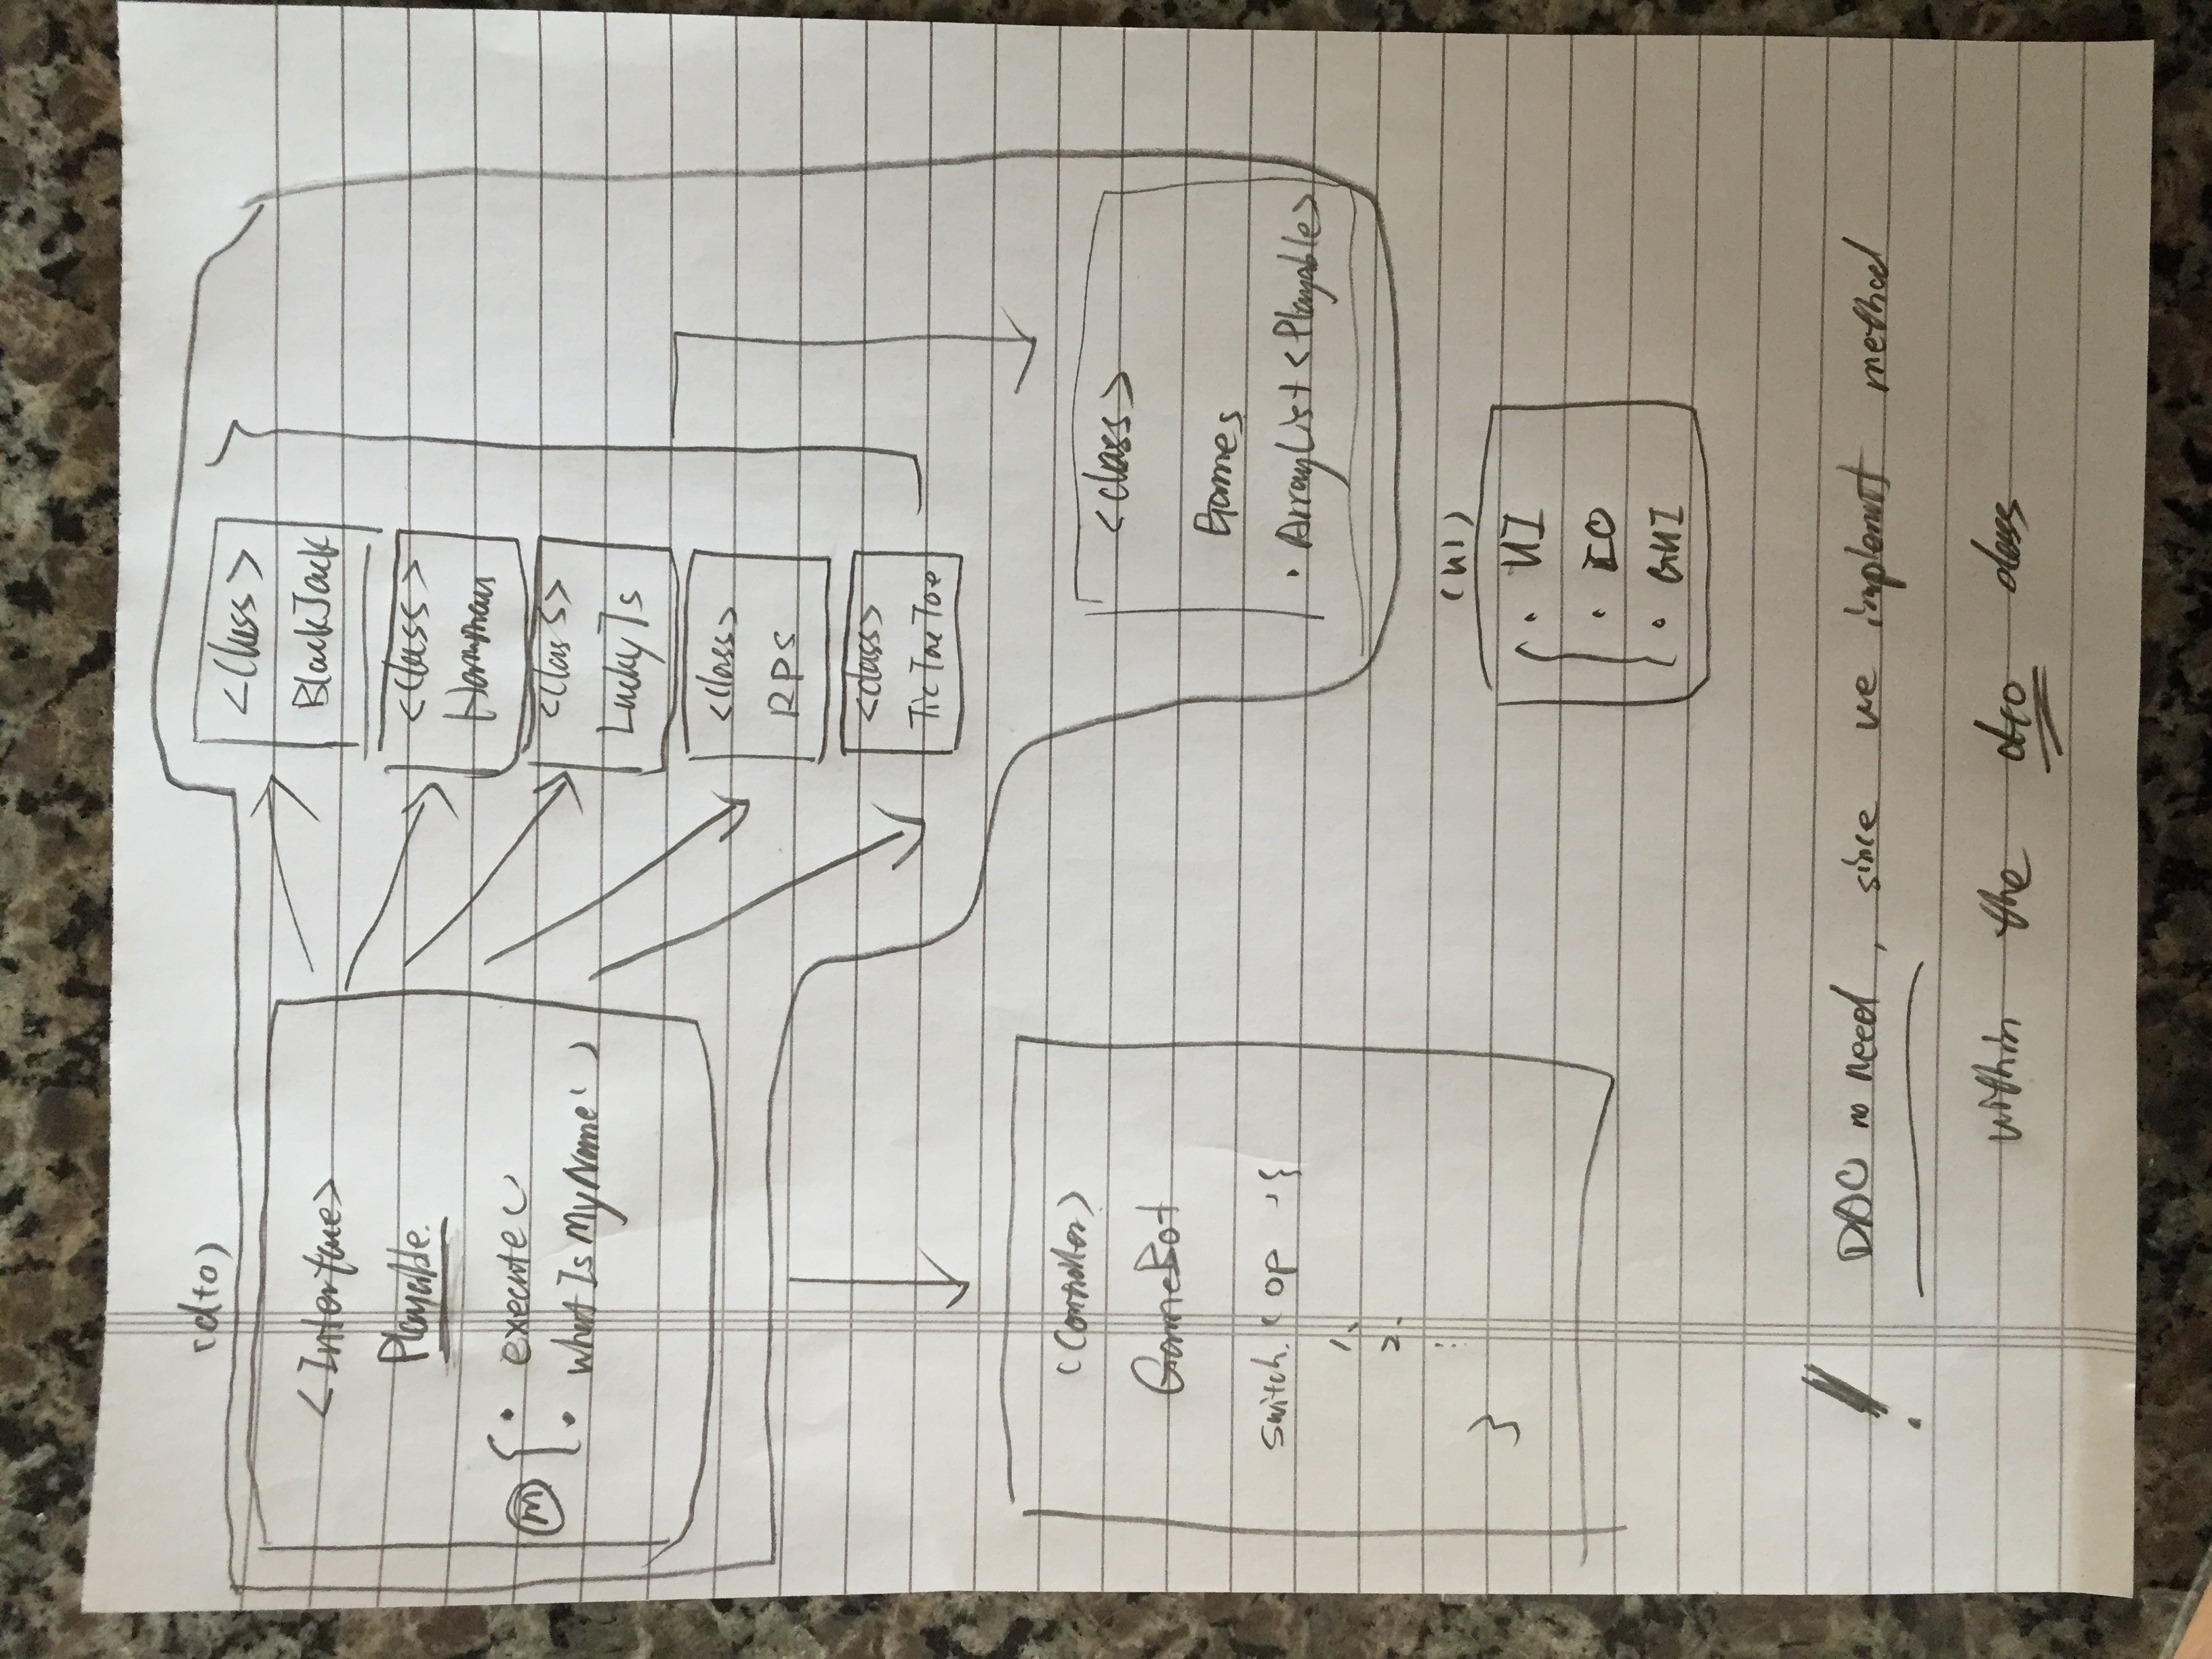 (dto)
<Interface>
Playable.
m { • execute()
• whatIsMyName( )
<Class>
BlackJack
<class>
<class>
Lucky7s
<class>
RPS
<class>
TicTacToe
(Controller)
GameBot
switch. ( op ) {
1.
2.
:
}
<class>
Games
• ArrayList<Playable>
(UI)
• UI
• IO
• GUI
! DAO no need, since we implemt method
within the dto class